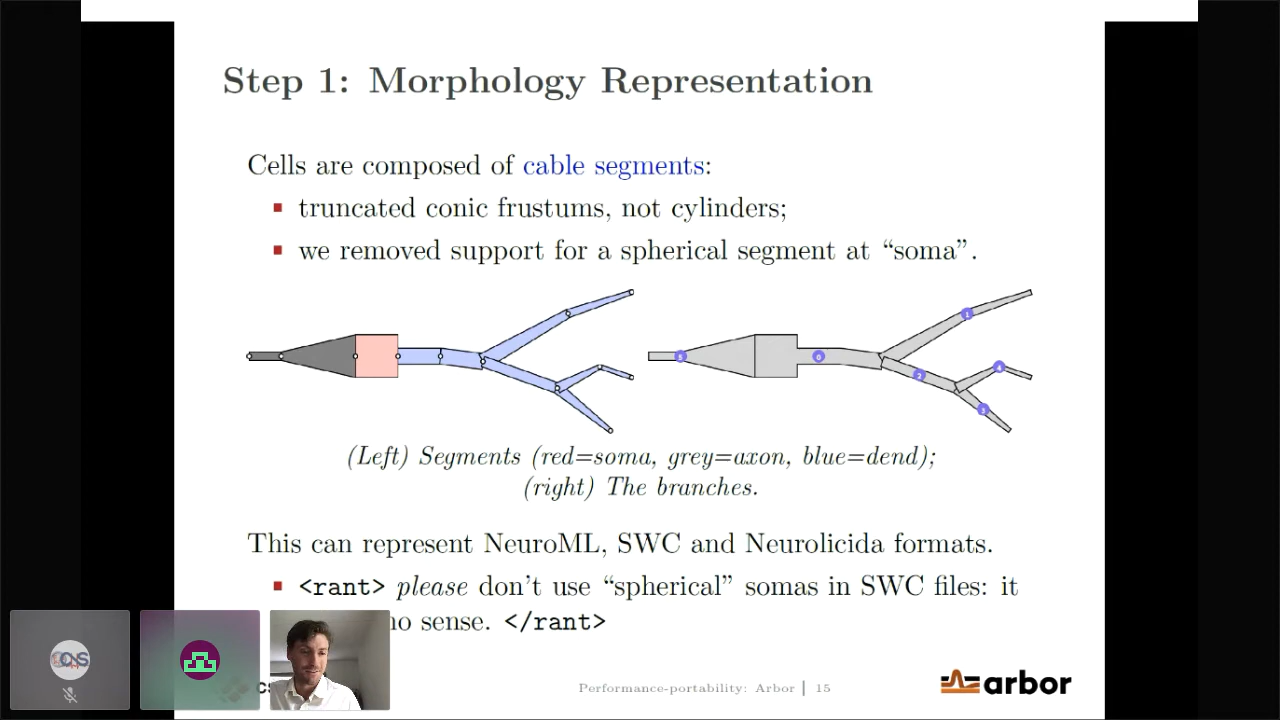 Step 1: Morphology Representation
Cells are composed of cable segments:
truncated conic frustums, not cylinders;
we removed support for a spherical segment at “soma”.
(Left) Segments (red=soma, grey=axon, blue=dend);
(right) The branches.
This can represent NeuroML, SWC and Neurolicida formats.
<rant> please don’t use “spherical” somas in SWC files: it
no sense. </rant>
Performance-portability: Arbor | 15
arbor